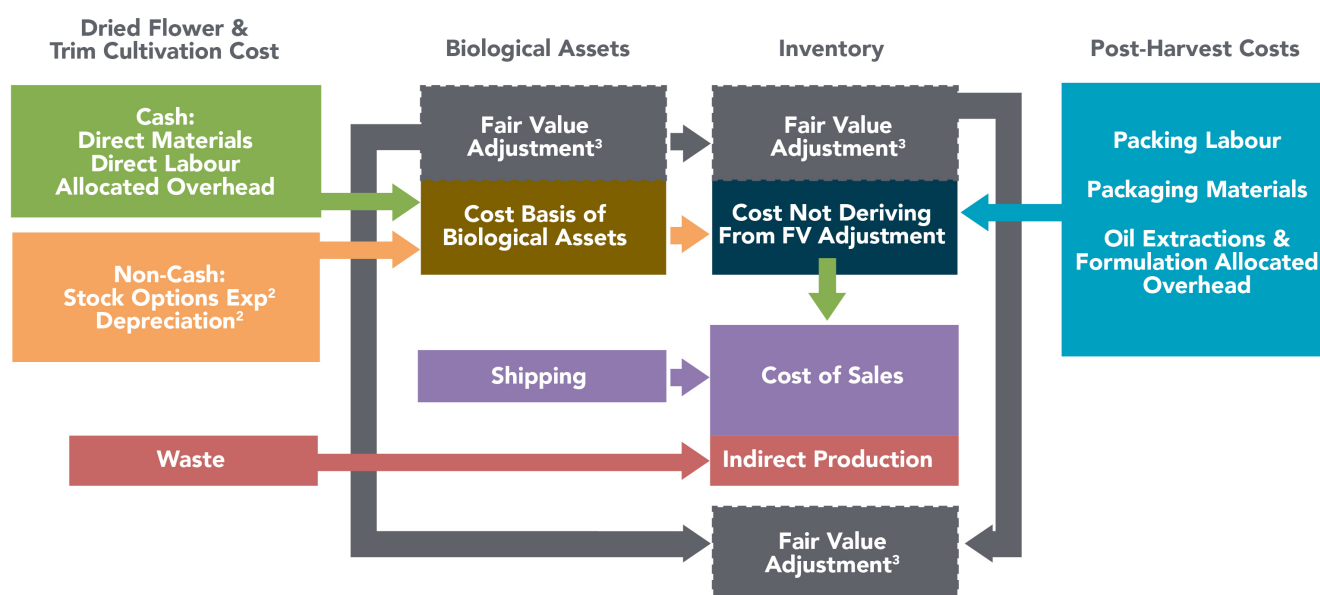 Dried Flower &
Trim Cultivation Cost
Biological Assets
Inventory
Post-Harvest Costs
Cash:
Direct Materials
Direct Labour
Allocated Overhead
Non-Cash:
Stock Options Exp²
Depreciation²
Fair Value
Adjustment³
Cost Basis of
Biological Assets
Fair Value
Adjustment³
Cost Not Deriving
From FV Adjustment
Packing Labour
Packaging Materials
Oil Extractions &
Formulation Allocated
Overhead
Shipping
Cost of Sales
Waste
Indirect Production
Fair Value
Adjustment³